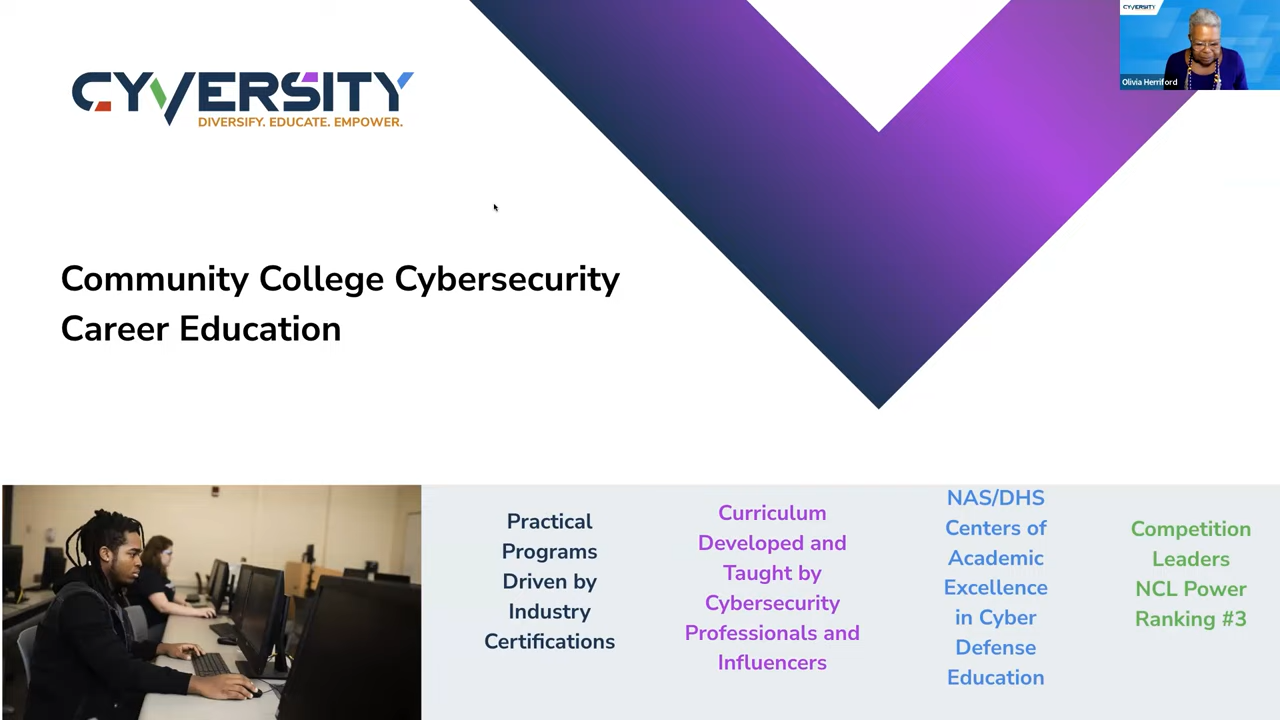 CYVERSITY
DIVERSIFY. EDUCATE. EMPOWER.
CYVERSITY
Olivia Herriford
Community College Cybersecurity
Career Education
Practical
Programs
Driven by
Industry
Certifications
Curriculum
Developed and
Taught by
Cybersecurity
Professionals and
Influencers
NAS/DHS
Centers of
Academic
Excellence
in Cyber
Defense
Education
Competition
Leaders
NCL Power
Ranking #3